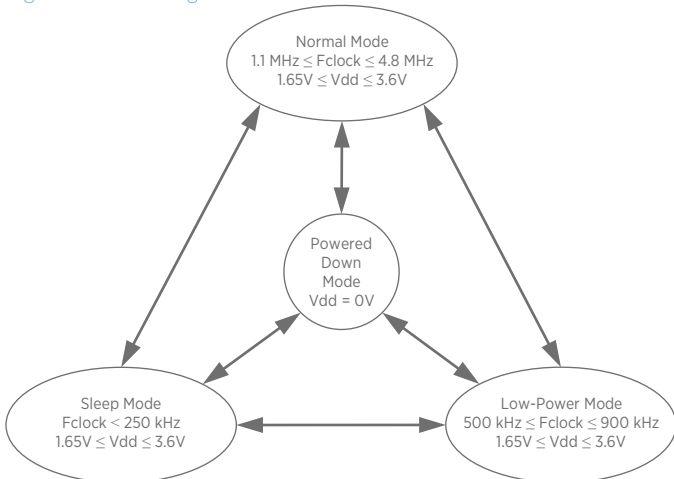 Normal Mode
1.1 MHz ≤ Fclock ≤ 4.8 MHz
1.65V ≤ Vdd ≤ 3.6V
Powered
Down
Mode
Vdd = 0V
Sleep Mode
Fclock < 250 kHz
1.65V ≤ Vdd ≤ 3.6V
Low-Power Mode
500 kHz ≤ Fclock ≤ 900 kHz
1.65V ≤ Vdd ≤ 3.6V